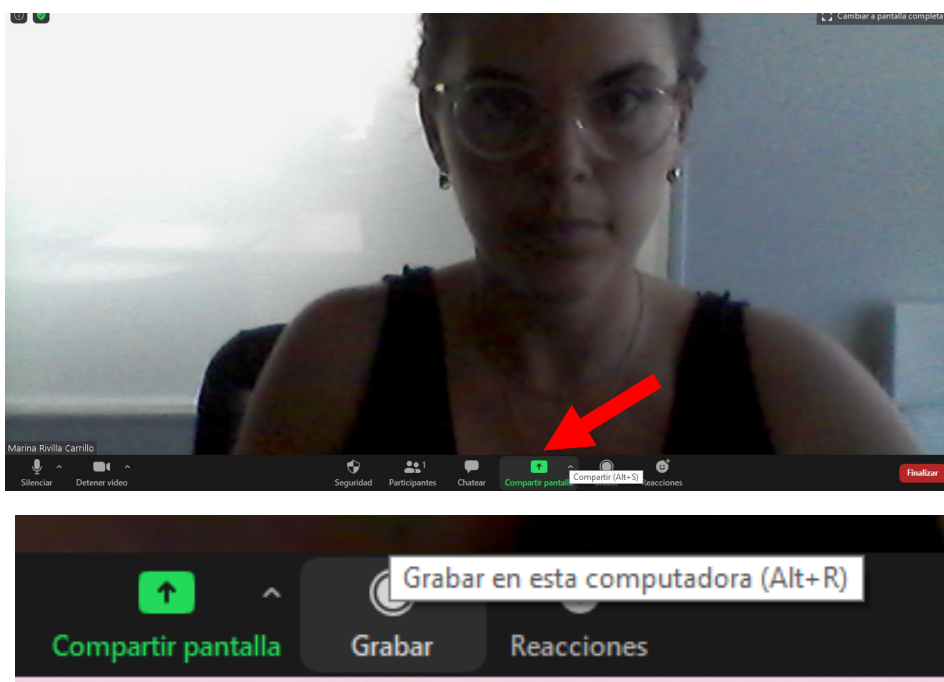 Cambiar a pantalla completa
Marina Rivilla Carrillo
1
Silenciar Detener video Seguridad Participantes Chatear Compartir pantalla Compartir (Alt+S) Reacciones Finalizar
Grabar en esta computadora (Alt+R)
Compartir pantalla Grabar Reacciones